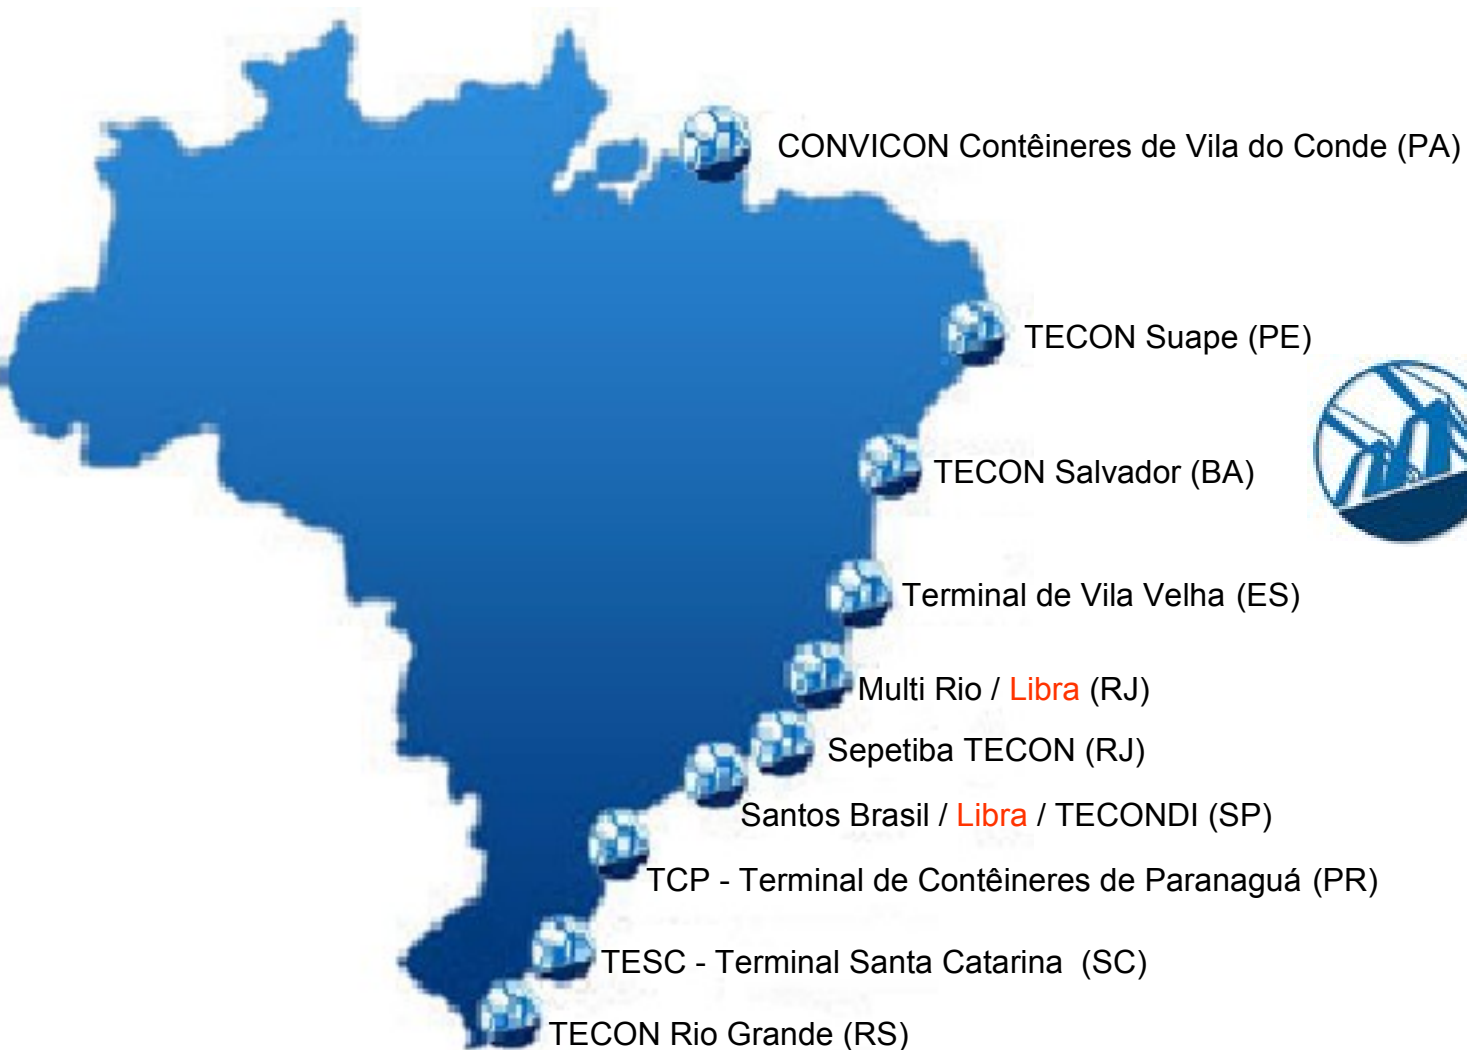 CONVICON Contêineres de Vila do Conde (PA)
TECON Suape (PE)
TECON Salvador (BA)
Terminal de Vila Velha (ES)
Multi Rio / Libra (RJ)
Sepetiba TECON (RJ)
Santos Brasil / Libra / TECONDI (SP)
TCP - Terminal de Contêineres de Paranaguá (PR)
TESC - Terminal Santa Catarina (SC)
TECON Rio Grande (RS)